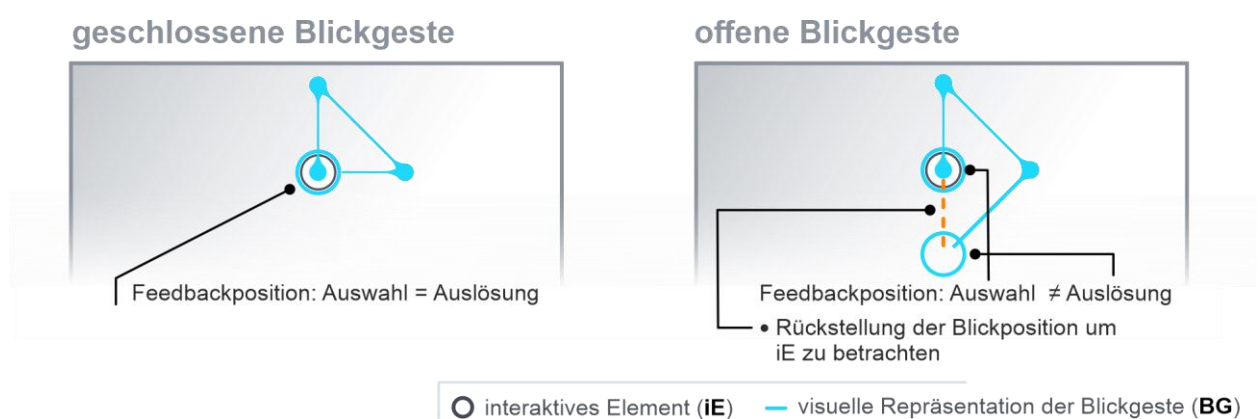 geschlossene Blickgeste
offene Blickgeste
Feedbackposition: Auswahl = Auslösung
Feedbackposition: Auswahl ≠ Auslösung
• Rückstellung der Blickposition um
iE zu betrachten
interaktives Element (iE)
visuelle Repräsentation der Blickgeste (BG)